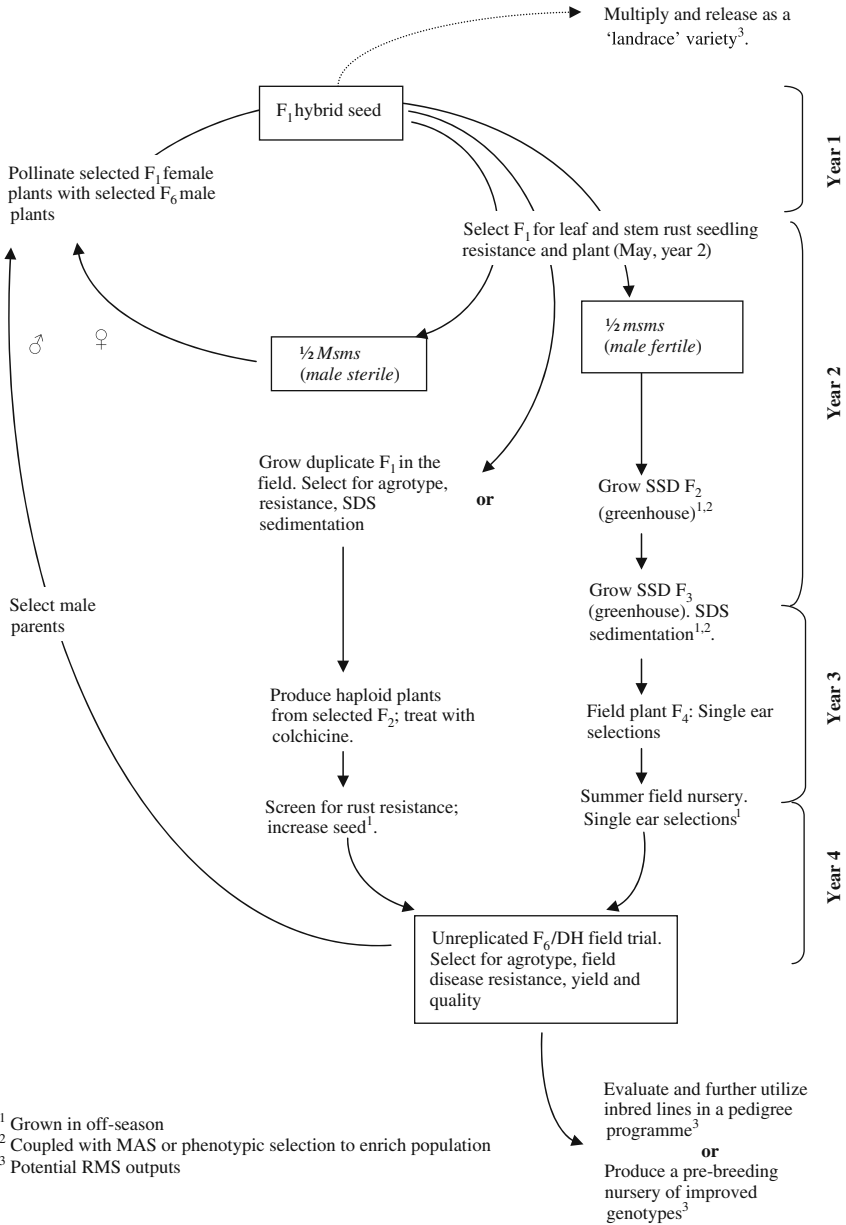 Multiply and release as a
‘landrace’ variety³.
F₁ hybrid seed
Year 1
Pollinate selected F₁ female
plants with selected F₆ male
plants
Select F₁ for leaf and stem rust seedling
resistance and plant (May, year 2)
♂ ♀
½ Msms
(male sterile)
½ msms
(male fertile)
Year 2
Grow duplicate F₁ in the
field. Select for agrotype,
resistance, SDS
sedimentation
or
Grow SSD F₂
(greenhouse)¹,²
Grow SSD F₃
(greenhouse). SDS
sedimentation¹,².
Select male
parents
Year 3
Produce haploid plants
from selected F₂; treat with
colchicine.
Field plant F₄: Single ear
selections
Screen for rust resistance;
increase seed¹.
Summer field nursery.
Single ear selections¹
Year 4
Unreplicated F₆/DH field trial.
Select for agrotype, field
disease resistance, yield and
quality
Evaluate and further utilize
inbred lines in a pedigree
programme³
or
Produce a pre-breeding
nursery of improved
genotypes³
¹ Grown in off-season
² Coupled with MAS or phenotypic selection to enrich population
³ Potential RMS outputs